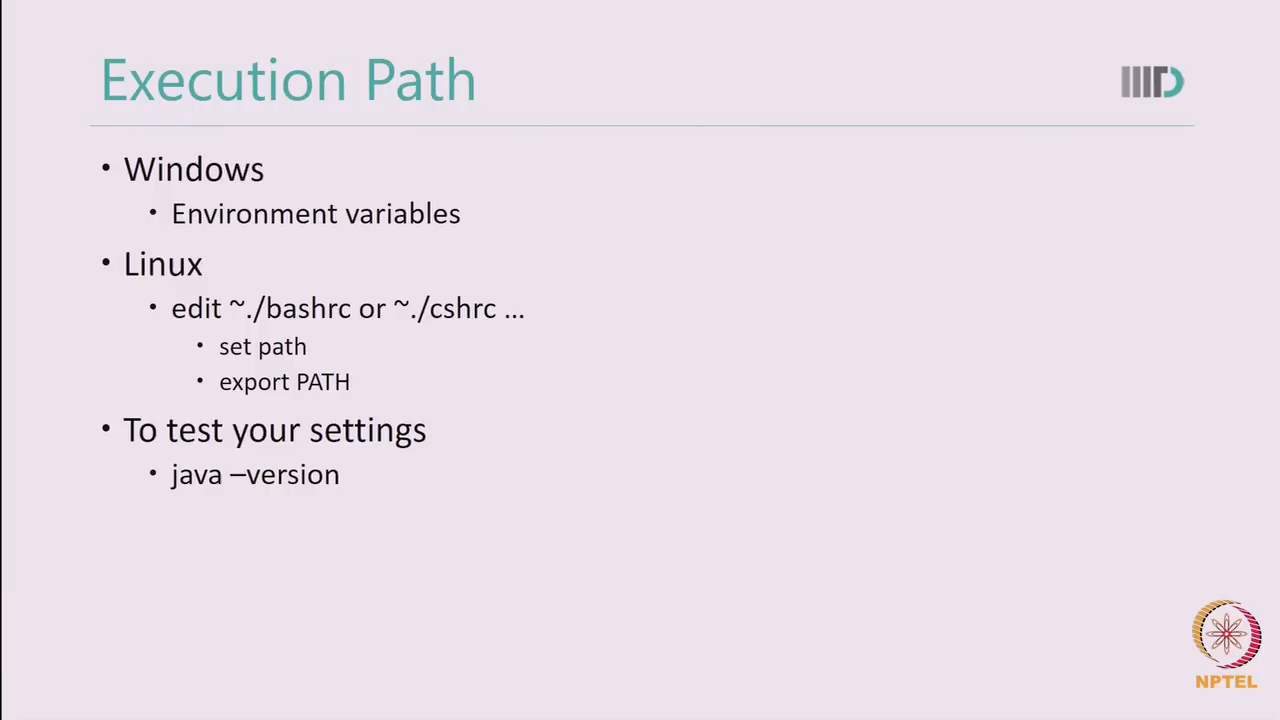 Execution Path
IIITD
• Windows
• Environment variables
• Linux
• edit ~./bashrc or ~./cshrc ...
• set path
• export PATH
• To test your settings
• java –version
NPTEL